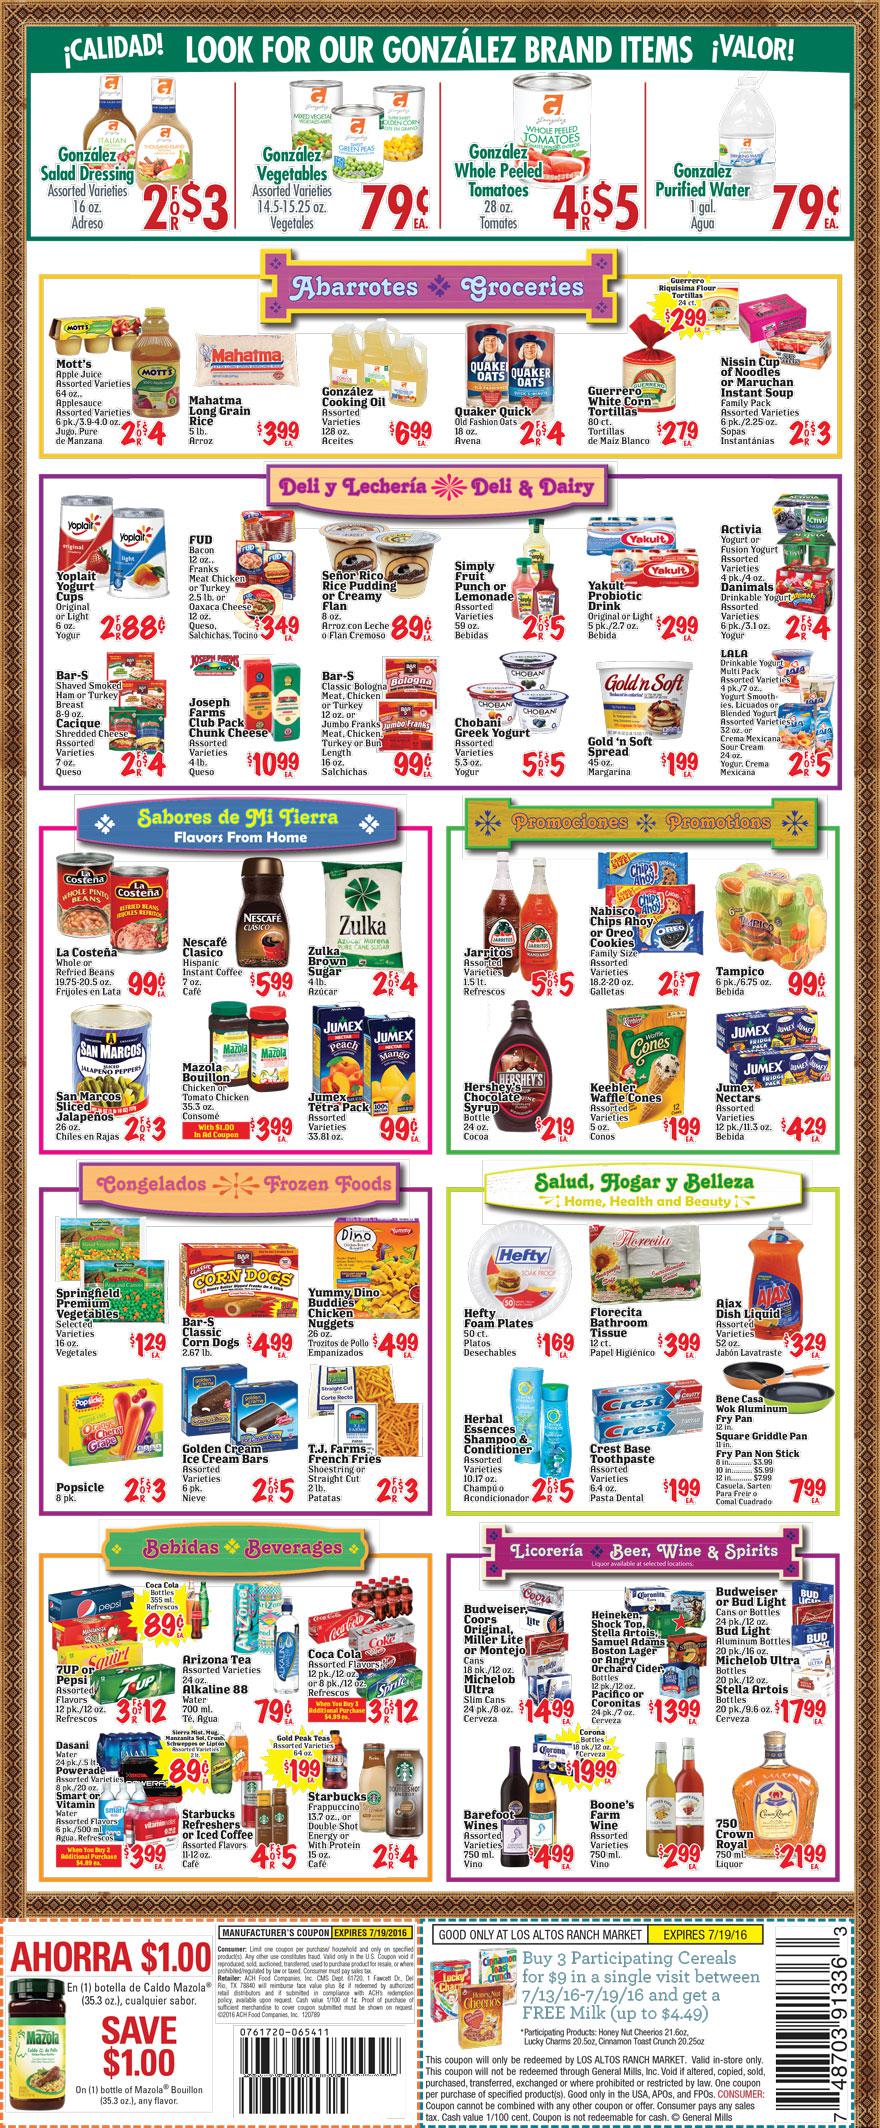 ¡CALIDAD! LOOK FOR OUR GONZÁLEZ BRAND ITEMS ¡VALOR!
González
Salad Dressing
Assorted Varieties
16 oz.
Adreso
2 FOR $3
González
Vegetables
Assorted Varieties
14.5-15.25 oz.
Vegetales
79¢ EA.
González
Whole Peeled
Tomatoes
28 oz.
Tomates
4 FOR $5
Gonzalez
Purified Water
1 gal.
Agua
79¢ EA.
Abarrotes Groceries
Mott's
Apple Juice
Assorted Varieties
64 oz.,
Applesauce
Assorted Varieties
6 pk./3.9-4.0 oz.
Jugo, Pure
de Manzana
2 FOR $4
Mahatma
Long Grain
Rice
5 lb.
Arroz
$3.99 EA.
González
Cooking Oil
Assorted
Varieties
128 oz.
Aceites
$6.99 EA.
Quaker Quick
Old Fashion Oats
18 oz.
Avena
2 FOR $4
Guerrero
Riquisima Flour
Tortillas
24 ct.
$2.99
Guerrero
White Corn
Tortillas
80 ct.
Tortillas
de Maíz Blanco
$2.79 EA.
Nissin Cup
of Noodles
or Maruchan
Instant Soup
Family Pack
Assorted Varieties
6 pk./2.25 oz.
Sopas
Instantánias
2 FOR $3
Deli y Lechería Deli & Dairy
Yoplait
Yogurt
Cups
Original
or Light
6 oz.
Yogur
2 FOR 88¢
FUD
Bacon
12 oz.,
Franks
Meat Chicken
or Turkey
2.5 lb. or
Oaxaca Cheese
12 oz.
Queso,
Salchichas, Tocino
$3.49 EA.
Señor Rico
Rice Pudding
or Creamy
Flan
8 oz.
Arroz con Leche
o Flan Cremoso
89¢ EA.
Simply
Fruit
Punch or
Lemonade
Assorted
Varieties
59 oz.
Bebidas
2 FOR $5
Yakult
Probiotic
Drink
Original or Light
5 pk./2.7 oz.
Bebida
$2.99 EA.
Activia
Yogurt or
Fusion Yogurt
Assorted
Varieties
4 pk./4 oz.
Danimals
Drinkable Yogurt
Assorted
Varieties
6 pk./3.1 oz.
Yogur
2 FOR $4
Bar-S
Shaved Smoked
Ham or Turkey
Breast
8-9 oz.
Cacique
Shredded Cheese
Assorted
Varieties
7 oz.
Queso
2 FOR $4
Joseph
Farms
Club Pack
Chunk Cheese
Assorted
Varieties
4 lb.
Queso
$10.99 EA.
Bar-S
Classic Bologna
Meat, Chicken
or Turkey
12 oz. or
Jumbo Franks
Meat, Chicken,
Turkey or Bun
Length
16 oz.
Salchichas
99¢ EA.
Chobani
Greek Yogurt
Assorted
Varieties
5.3 oz.
Yogur
5 FOR $5
Gold 'n Soft
Spread
45 oz.
Margarina
$1.99 EA.
LALA
Drinkable Yogurt
Multi Pack
Assorted Varieties
4 pk./7 oz.,
Yogurt Smooth-
ies, Licuados or
Blended Yogurt
Assorted Varieties
32 oz. or
Crema Mexicana
Sour Cream
24 oz.
Yogur, Crema
Mexicana
2 FOR $5
Sabores de Mi Tierra
Flavors From Home
La Costeña
Whole or
Refried Beans
19.75-20.5 oz.
Frijoles en Lata
99¢ EA.
Nescafé
Clasico
Hispanic
Instant Coffee
7 oz.
Café
$5.99 EA.
Zulka
Brown
Sugar
4 lb.
Azúcar
2 FOR $4
San Marcos
Sliced
Jalapeños
26 oz.
Chiles en Rajas
2 FOR $3
Mazola
Bouillon
Chicken or
Tomato Chicken
35.3 oz.
Consomé
With $1.00
In Ad Coupon
$3.99 EA.
Jumex
Tetra Pack
Assorted
Varieties
33.81 oz.
99¢ EA.
Promociones Promotions
Jarritos
Assorted
Varieties
1.5 lt.
Refrescos
5 FOR $5
Nabisco
Chips Ahoy
or Oreo
Cookies
Family Size
Assorted
Varieties
18.2-20 oz.
Galletas
2 FOR $7
Tampico
6 pk./6.75 oz.
Bebida
99¢ EA.
Hershey's
Chocolate
Syrup
Bottle
24 oz.
Cocoa
$2.19 EA.
Keebler
Waffle Cones
Assorted
Varieties
5 oz.
Conos
$1.99 EA.
Jumex
Nectars
Assorted
Varieties
12 pk./11.3 oz.
Bebida
$4.29 EA.
Congelados Frozen Foods
Springfield
Premium
Vegetables
Selected
Varieties
16 oz.
Vegetales
$1.29 EA.
Bar-S
Classic
Corn Dogs
2.67 lb.
$4.99 EA.
Yummy Dino
Buddies
Chicken
Nuggets
26 oz.
Trozitos de Pollo
Empanizados
$4.99 EA.
Popsicle
8 pk.
2 FOR $3
Golden Cream
Ice Cream Bars
Assorted
Varieties
6 pk.
Nieve
2 FOR $5
T.J. Farms
French Fries
Shoestring or
Straight Cut
2 lb.
Patatas
2 FOR $3
Salud, Hogar y Belleza
Home, Health and Beauty
Hefty
Foam Plates
50 ct.
Platos
Desechables
$1.69 EA.
Florecita
Bathroom
Tissue
12 ct.
Papel Higiénico
$3.99 EA.
Ajax
Dish Liquid
Assorted
Varieties
52 oz.
Jabón Lavatraste
$3.29 EA.
Herbal
Essences
Shampoo &
Conditioner
Assorted
Varieties
10.17 oz.
Champú o
Acondicionador
2 FOR $5
Crest Base
Toothpaste
Assorted
Varieties
6.4 oz.
Pasta Dental
$1.99 EA.
Bene Casa
Wok Aluminum
Fry Pan
12 in.
Square Griddle Pan
11 in.
Fry Pan Non Stick
8 in.......... $3.99
10 in.......... $5.99
12 in.......... $7.99
Casuela, Sarten
Para Freir o
Comal Cuadrado
7.99 EA.
Bebidas Beverages
7UP or
Pepsi
Assorted
Flavors
12 pk./12 oz.
Refrescos
3 FOR $12
Coca Cola
Bottles
355 ml.
Refrescos
89¢ EA.
Arizona Tea
Assorted Varieties
24 oz.
Alkaline 88
Water
700 ml.
Té, Agua
79¢ EA.
Coca Cola
Assorted Flavors
12 pk./12 oz.
or 8 pk./12 oz.
Refrescos
When You Buy 3
Additional Purchase
$4.99 ea.
3 FOR $12
Dasani
Water
24 pk./.5 lt.
Powerade
Assorted Varieties
8 pk./20 oz.
Smart or
Vitamin
Water
Assorted Flavors
6 pk./500 ml.
Agua, Refrescos
When You Buy 2
Additional Purchase
$4.89 ea.
$3.99 EA.
Sierra Mist, Mug,
Manzanita Sol, Crush,
Schweppes or Lipton
Assorted Varieties
2 lt.
89¢ EA.
Starbucks
Refreshers
or Iced Coffee
Assorted Flavors
11-12 oz.
Café
4 FOR $5
Gold Peak Teas
Assorted Varieties
64 oz.
$1.99 EA.
Starbucks
Frappuccino
13.7 oz., or
Double Shot
Energy or
With Protein
15 oz.
Café
2 FOR $4
Licorería Beer, Wine & Spirits
Liquor available at selected locations.
Budweiser,
Coors
Original,
Miller Lite
or Montejo
Cans
18 pk./12 oz.
Michelob
Ultra
Slim Cans
24 pk./8 oz.
Cerveza
$14.99 EA.
Heineken,
Shock Top,
Stella Artois,
Samuel Adams
Boston Lager
or Angry
Orchard Cider
Bottles
12 pk./12 oz.
Pacifico or
Coronitas
24 pk./7 oz.
Cerveza
$13.99 EA.
Budweiser
or Bud Light
Cans or Bottles
24 pk./12 oz.
Bud Light
Aluminum Bottles
20 pk./16 oz.
Michelob Ultra
Bottles
20 pk./12 oz.
Stella Artois
20 pk./9.6 oz.
Cerveza
$17.99 EA.
Corona
Bottles
18 pk./12 oz.
Cerveza
$19.99 EA.
Barefoot
Wines
Assorted
Varieties
750 ml.
Vino
$4.99 EA.
Boone's
Farm
Wine
Assorted
Varieties
750 ml.
Vino
$2.99 EA.
750
Crown
Royal
750 ml.
Liquor
$21.99 EA.
AHORRA $1.00
En (1) botella de Caldo Mazola®
(35.3 oz.), cualquier sabor.
SAVE
$1.00
On (1) bottle of Mazola® Bouillon
(35.3 oz.), any flavor.
MANUFACTURER'S COUPON EXPIRES 7/19/2016
Consumer: Limit one coupon per purchase/ household and only on specified
product(s). Any other use constitutes fraud. Valid only in the U.S. Coupon void if
reproduced, sold, auctioned, transferred, used to purchase product for resale, or where
prohibited/regulated by law or taxed. Consumer must pay sales tax.
Retailer: ACH Food Companies, Inc. CMS Dept. 61720, 1 Fawcett Dr., Del
Rio, TX 78840 will reimburse face value plus 8¢ if redeemed by authorized
retail distributors and if submitted in compliance with ACH's redemption
policy, available upon request. Cash value 1/100 of 1¢. Proof of purchase of
sufficient merchandise to cover coupon submitted must be shown on request.
©2016 ACH Food Companies, Inc. 120789
0761720-065411
GOOD ONLY AT LOS ALTOS RANCH MARKET EXPIRES 7/19/16
Buy 3 Participating Cereals
for $9 in a single visit between
7/13/16-7/19/16 and get a
FREE Milk (up to $4.49)
*Participating Products: Honey Nut Cheerios 21.6oz,
Lucky Charms 20.5oz, Cinnamon Toast Crunch 20.25oz
This coupon will only be redeemed by LOS ALTOS RANCH MARKET. Valid in-store only.
This coupon will not be redeemed through General Mills, Inc. Void if altered, copied, sold,
purchased, transferred, exchanged or where prohibited or restricted by law. One coupon
per purchase of specified product(s). Good only in the USA, APOs, and FPOs. CONSUMER:
Coupon cannot be combined with any other coupon or offer. Consumer pays any sales
tax. Cash value 1/100 cent. Coupon is not redeemable for cash. © General Mills
7 48703 91336 3